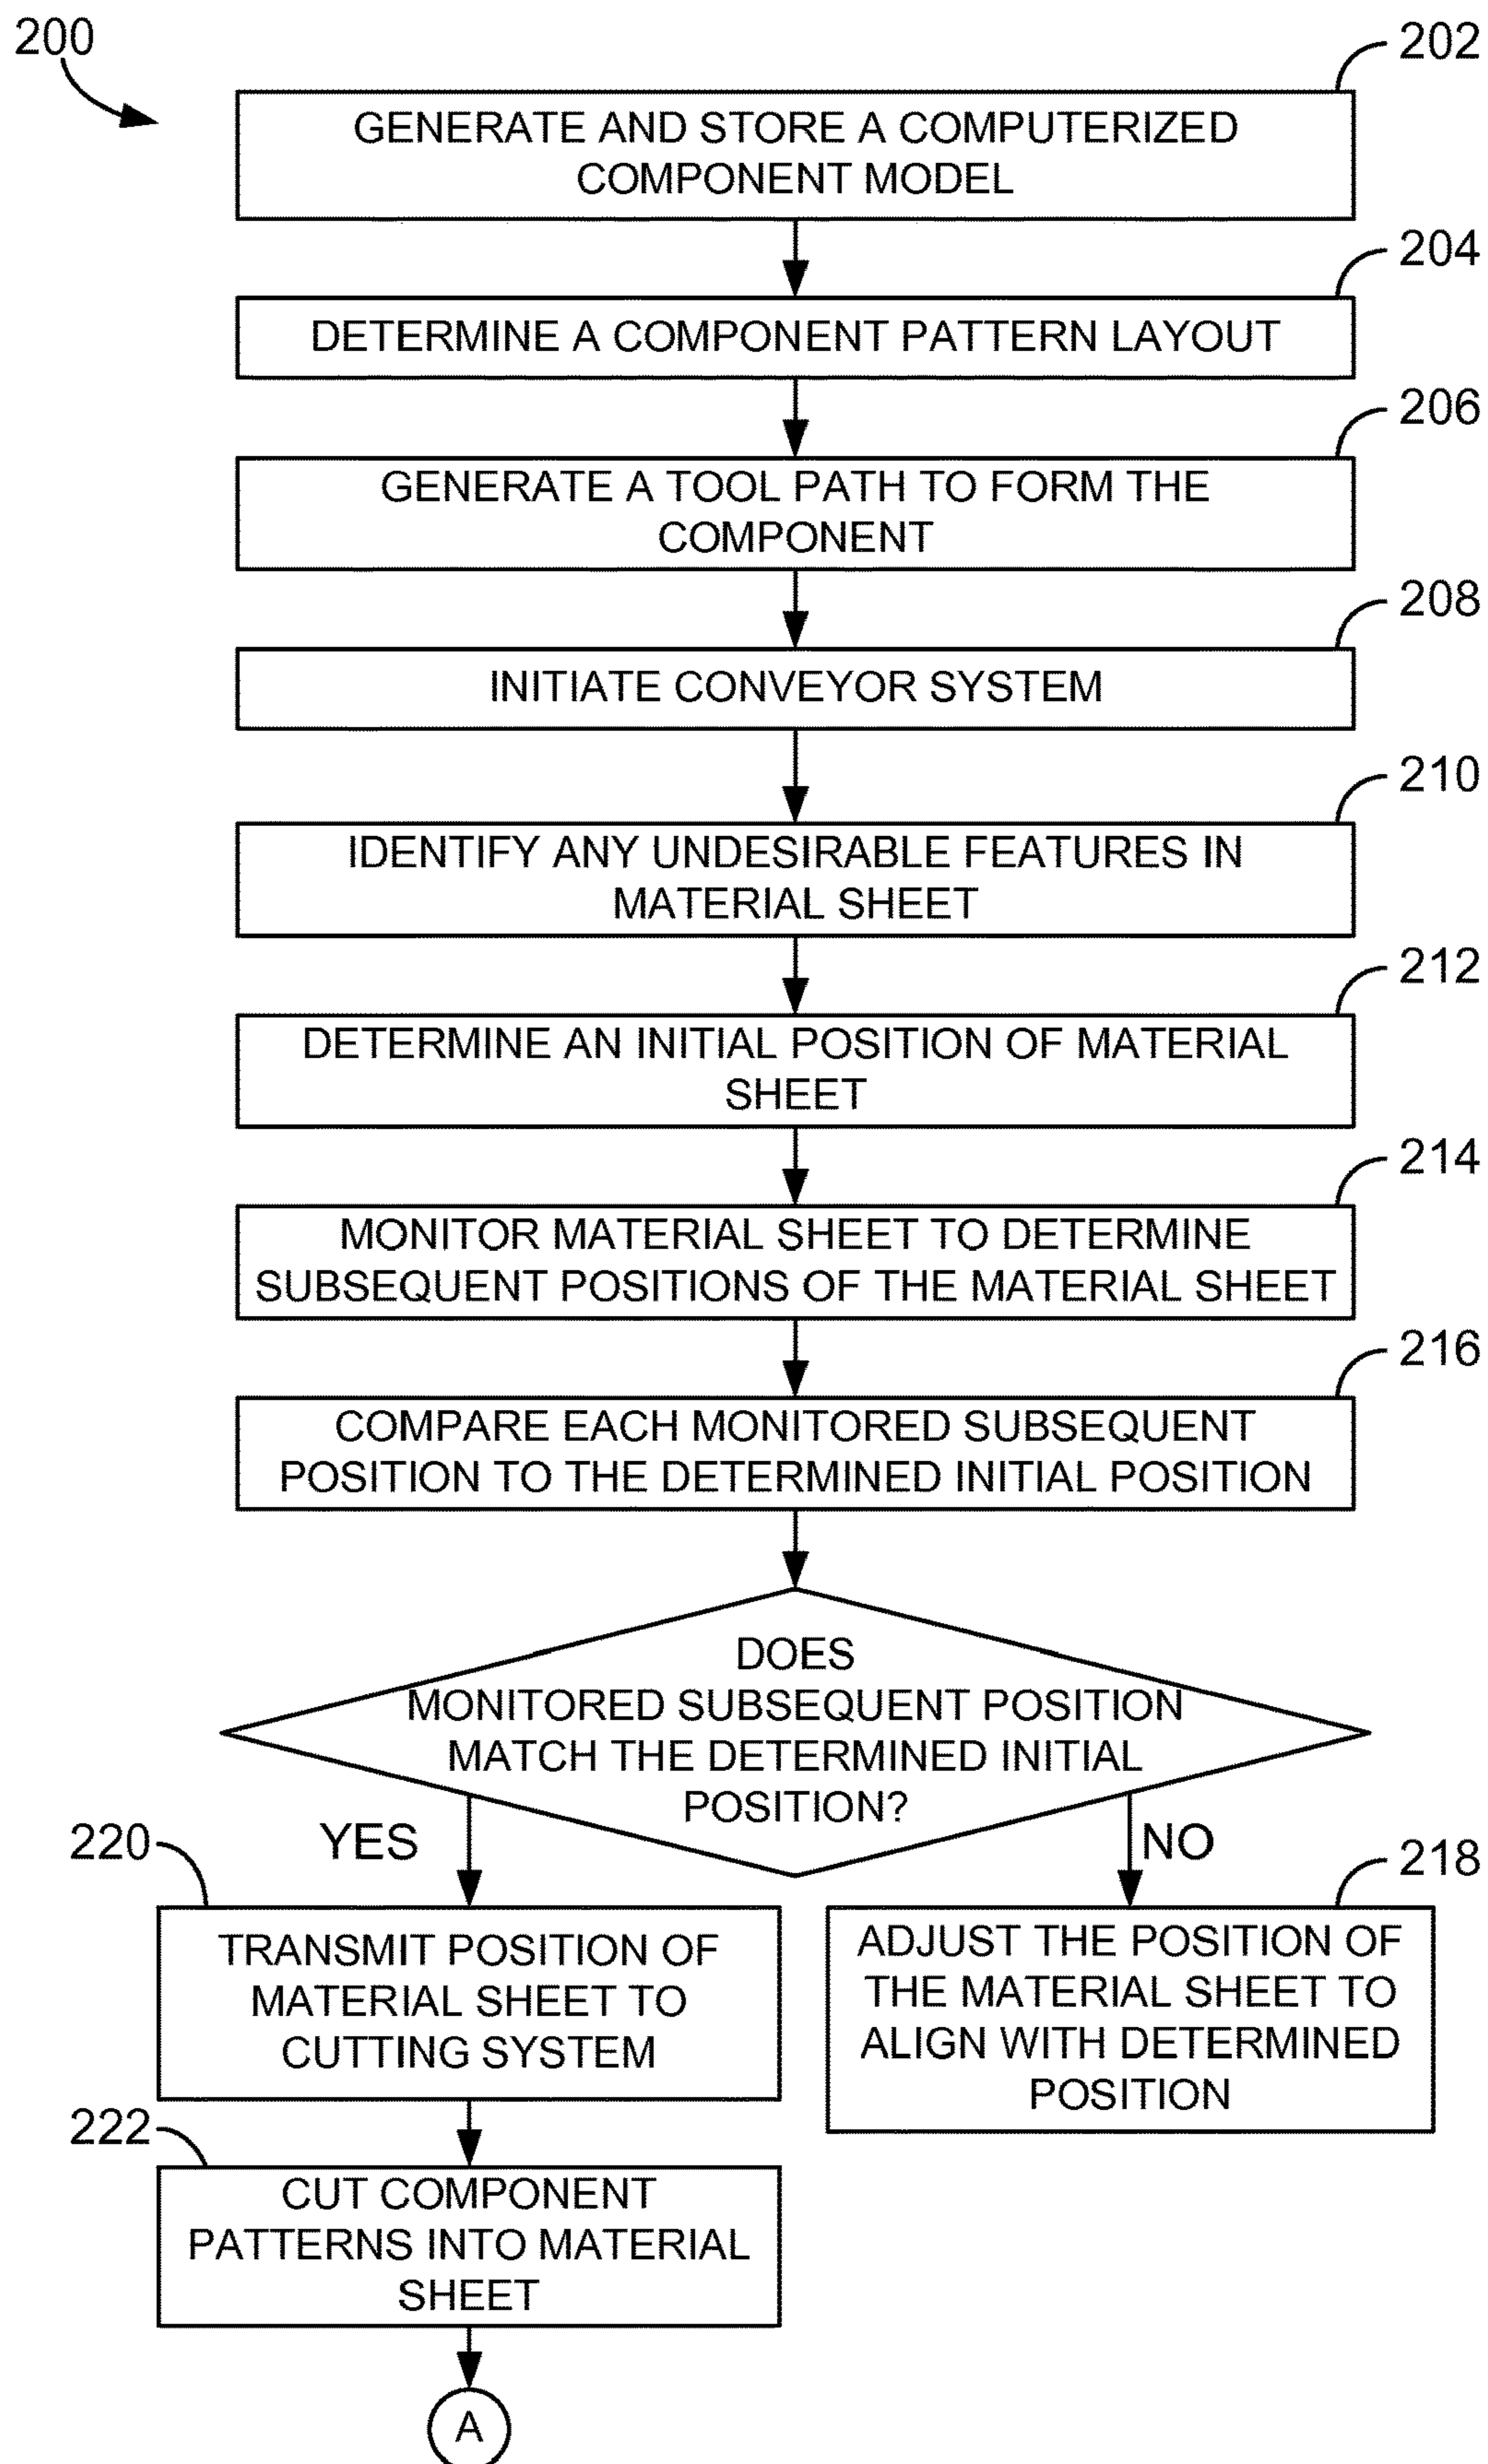 200
202
GENERATE AND STORE A COMPUTERIZED
COMPONENT MODEL
204
DETERMINE A COMPONENT PATTERN LAYOUT
206
GENERATE A TOOL PATH TO FORM THE
COMPONENT
208
INITIATE CONVEYOR SYSTEM
210
IDENTIFY ANY UNDESIRABLE FEATURES IN
MATERIAL SHEET
212
DETERMINE AN INITIAL POSITION OF MATERIAL
SHEET
214
MONITOR MATERIAL SHEET TO DETERMINE
SUBSEQUENT POSITIONS OF THE MATERIAL SHEET
216
COMPARE EACH MONITORED SUBSEQUENT
POSITION TO THE DETERMINED INITIAL POSITION
DOES
MONITORED SUBSEQUENT POSITION
MATCH THE DETERMINED INITIAL
POSITION?
YES
NO
220
TRANSMIT POSITION OF
MATERIAL SHEET TO
CUTTING SYSTEM
218
ADJUST THE POSITION OF
THE MATERIAL SHEET TO
ALIGN WITH DETERMINED
POSITION
222
CUT COMPONENT
PATTERNS INTO MATERIAL
SHEET
A